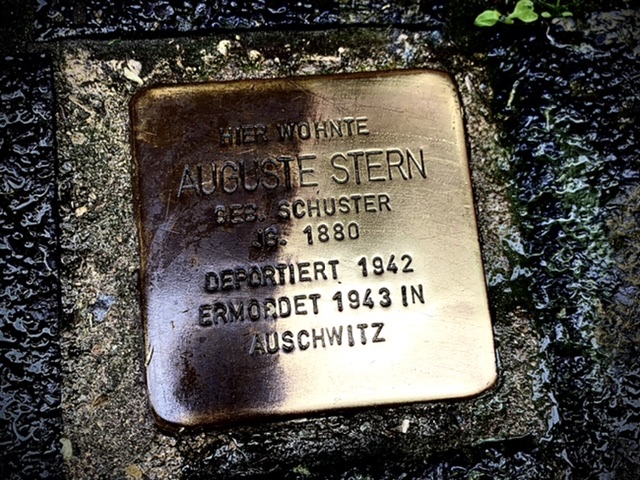 HIER WOHNTE
AUGUSTE STERN
GEB. SCHUSTER
JG. 1880
DEPORTIERT 1942
ERMORDET 1943 IN
AUSCHWITZ